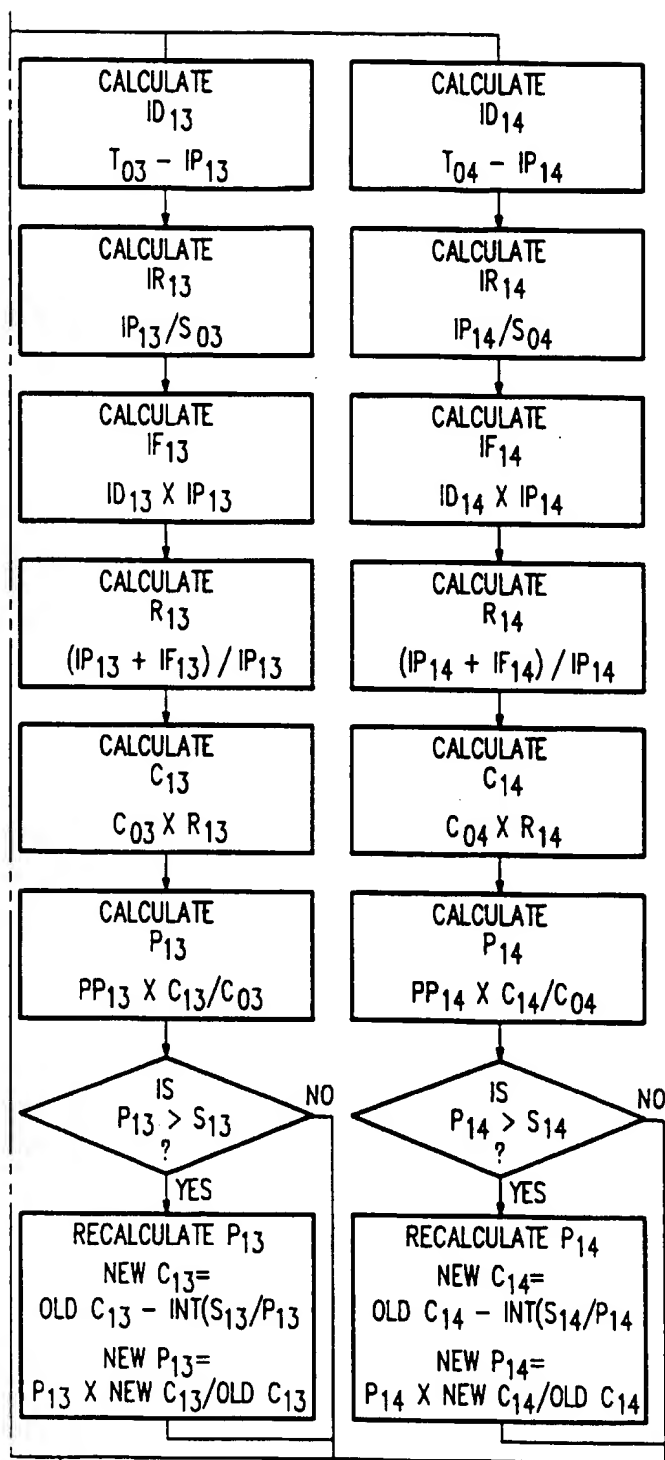 CALCULATE
ID13
T03 - IP13
CALCULATE
IR13
IP13/S03
CALCULATE
IF13
ID13 X IP13
CALCULATE
R13
(IP13 + IF13) / IP13
CALCULATE
C13
C03 X R13
CALCULATE
P13
PP13 X C13/C03
IS
P13 > S13
?
NO
YES
RECALCULATE P13
NEW C13=
OLD C13 - INT(S13/P13
NEW P13=
P13 X NEW C13/OLD C13
CALCULATE
ID14
T04 - IP14
CALCULATE
IR14
IP14/S04
CALCULATE
IF14
ID14 X IP14
CALCULATE
R14
(IP14 + IF14) / IP14
CALCULATE
C14
C04 X R14
CALCULATE
P14
PP14 X C14/C04
IS
P14 > S14
?
NO
YES
RECALCULATE P14
NEW C14=
OLD C14 - INT(S14/P14
NEW P14=
P14 X NEW C14/OLD C14